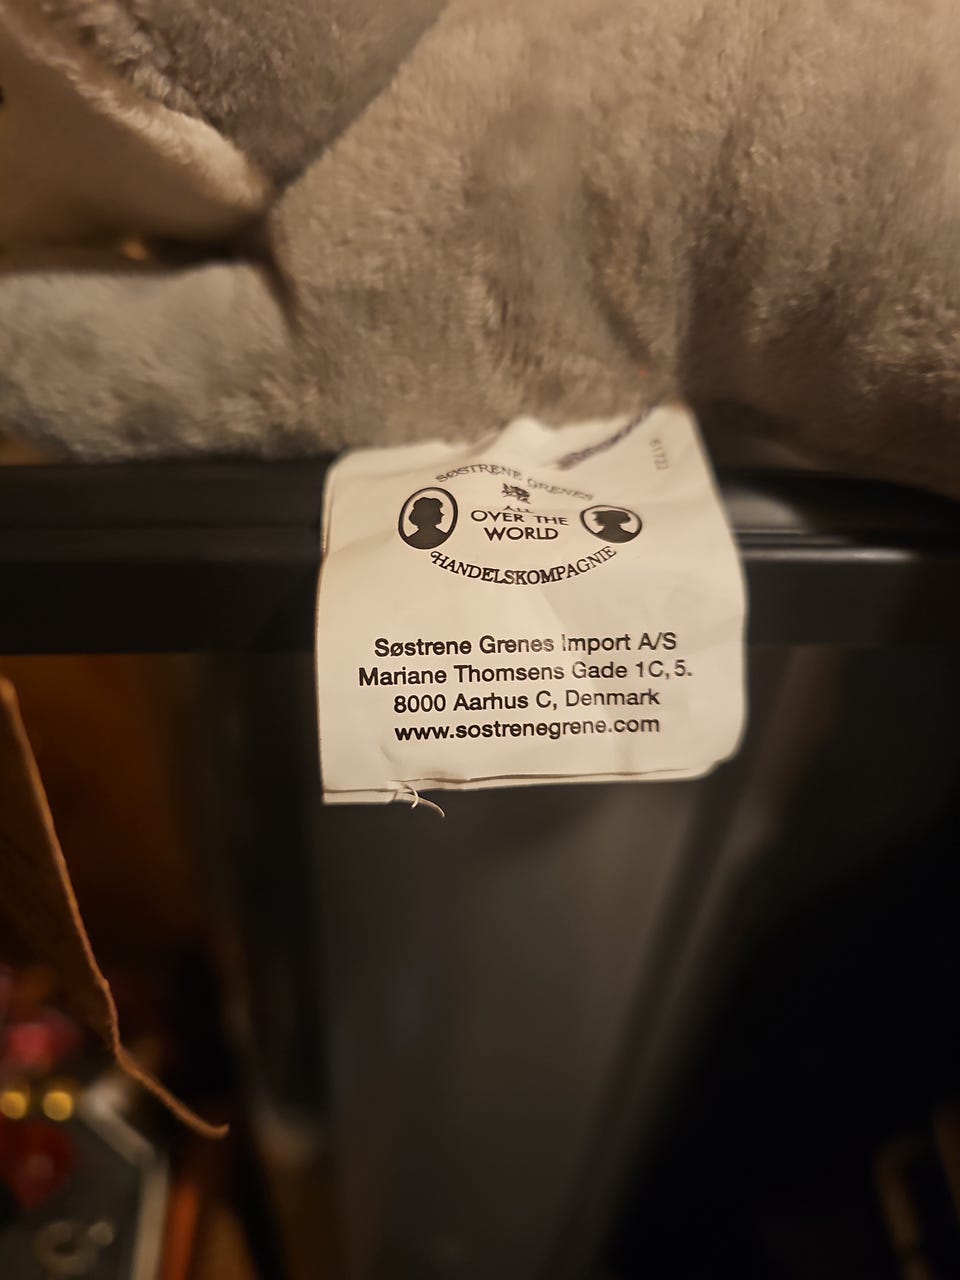 SØSTRENE GRENES
ALL
OVER THE
WORLD
HANDELSKOMPAGNIE
Søstrene Grenes Import A/S
Mariane Thomsens Gade 1C, 5.
8000 Aarhus C, Denmark
www.sostrenegrene.com